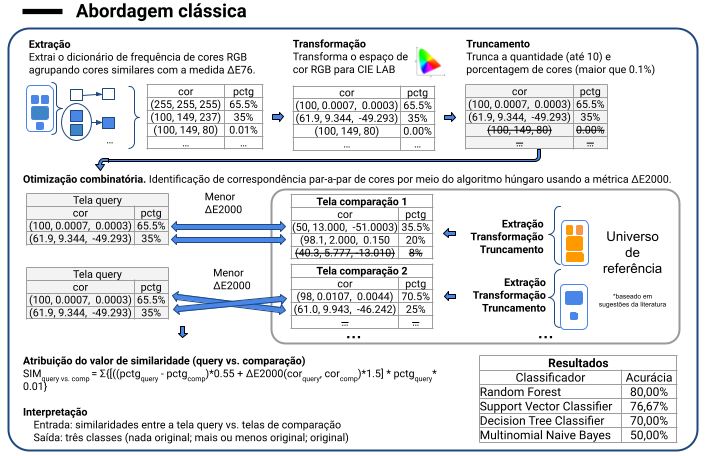 Abordagem clássica
Extração
Extrai o dicionário de frequência de cores RGB
agrupando cores similares com a medida ΔE76.
Transformação
Transforma o espaço de
cor RGB para CIE LAB
Truncamento
Trunca a quantidade (até 10) e
porcentagem de cores (maior que 0.1%)
...
cor pctg
(255, 255, 255) 65.5%
(100, 149, 237) 35%
(100, 149, 80) 0.01%
... ...
cor pctg
(100, 0.0007, 0.0003) 65.5%
(61.9, 9.344, -49.293) 35%
(100, 149, 80) 0.00%
... ...
cor pctg
(100, 0.0007, 0.0003) 65.5%
(61.9, 9.344, -49.293) 35%
(100, 149, 80) 0.00%
... ...
Otimização combinatória. Identificação de correspondência par-a-par de cores por meio do algoritmo húngaro usando a métrica ΔE2000.
Tela query
cor pctg
(100, 0.0007, 0.0003) 65.5%
(61.9, 9.344, -49.293) 35%
Menor
ΔE2000
Tela comparação 1
cor pctg
(50, 13.000, -51.0003) 35.5%
(98.1, 2.000, 0.150 20%
(40.3, 5.777, -13.010) 8%
Extração
Transformação
Truncamento
Tela query
cor pctg
(100, 0.0007, 0.0003) 65.5%
(61.9, 9.344, -49.293) 35%
Menor
ΔE2000
Tela comparação 2
cor pctg
(98, 0.0107, 0.0044) 70.5%
(61.0, 9.943, -46.242) 25%
... ...
Extração
Transformação
Truncamento
... ...
Universo
de
referência
*baseado em
sugestões da literatura
Atribuição do valor de similaridade (query vs. comparação)
SIM query vs. comp = Σ{[((pctg query - pctg comp)*0.55 + ΔE2000(cor query, cor comp)*1.5] * pctg query*
0.01}
Interpretação
Entrada: similaridades entre a tela query vs. telas de comparação
Saída: três classes (nada original; mais ou menos original; original)
Resultados
Classificador Acurácia
Random Forest 80,00%
Support Vector Classifier 76,67%
Decision Tree Classifier 70,00%
Multinomial Naive Bayes 50,00%